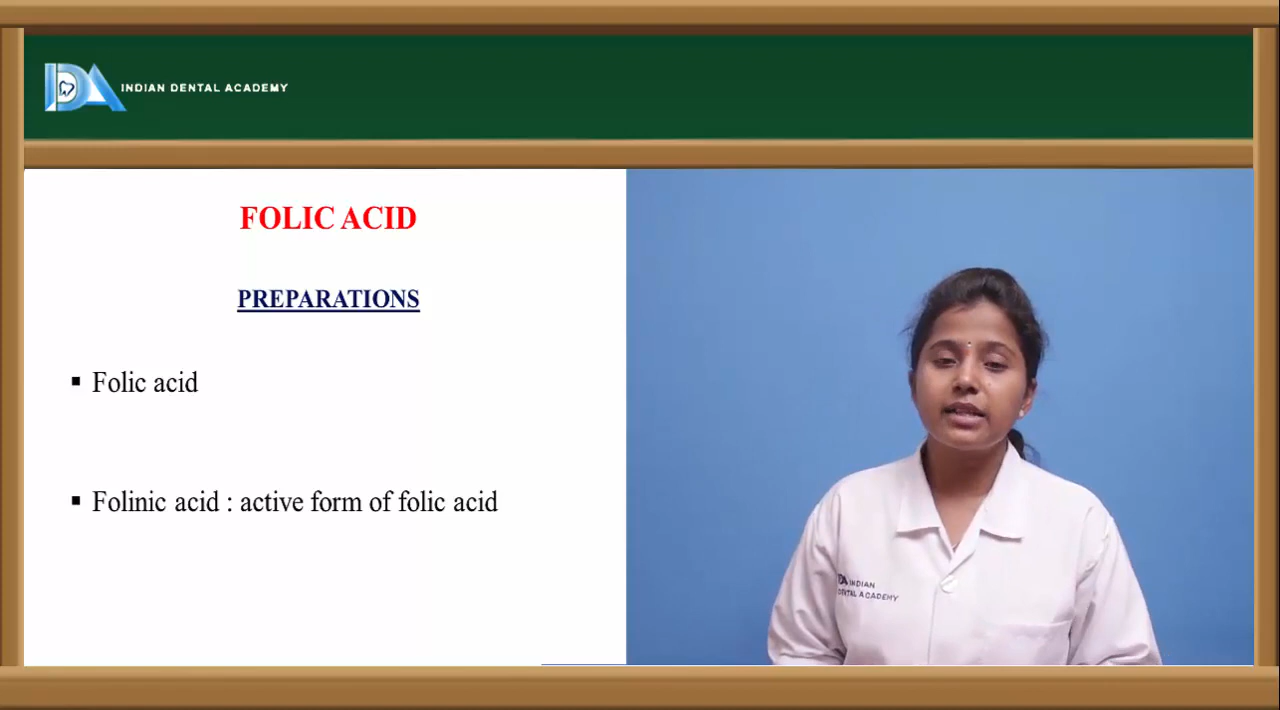 INDIAN DENTAL ACADEMY
FOLIC ACID
PREPARATIONS
▪ Folic acid
▪ Folinic acid : active form of folic acid
IDA INDIAN
DENTAL ACADEMY